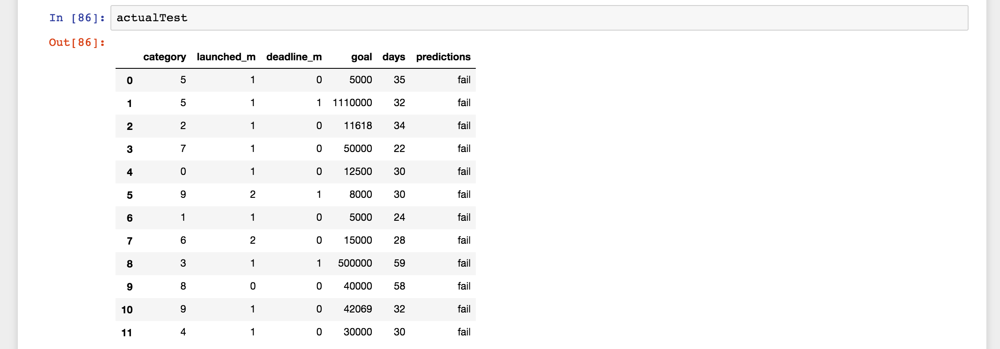 In [86]: actualTest
Out[86]:
category launched_m deadline_m goal days predictions
0 5 1 0 5000 35 fail
1 5 1 1 1110000 32 fail
2 2 1 0 11618 34 fail
3 7 1 0 50000 22 fail
4 0 1 0 12500 30 fail
5 9 2 1 8000 30 fail
6 1 1 0 5000 24 fail
7 6 2 0 15000 28 fail
8 3 1 1 500000 59 fail
9 8 0 0 40000 58 fail
10 9 1 0 42069 32 fail
11 4 1 0 30000 30 fail